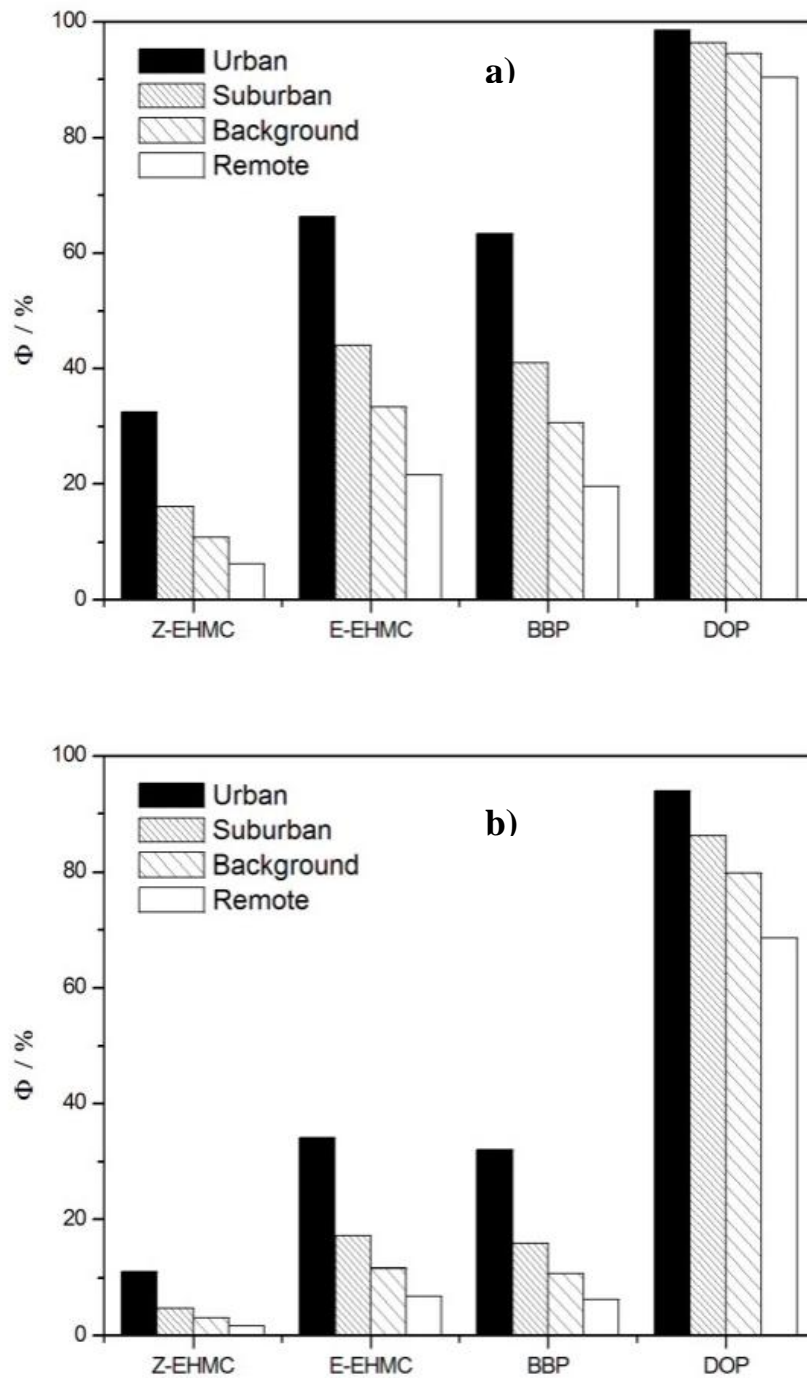 100
80
60
40
20
0
Φ / %
Urban
Suburban
Background
Remote
a)
Z-EHMC E-EHMC BBP DOP
100
80
60
40
20
0
Φ / %
Urban
Suburban
Background
Remote
b)
Z-EHMC E-EHMC BBP DOP